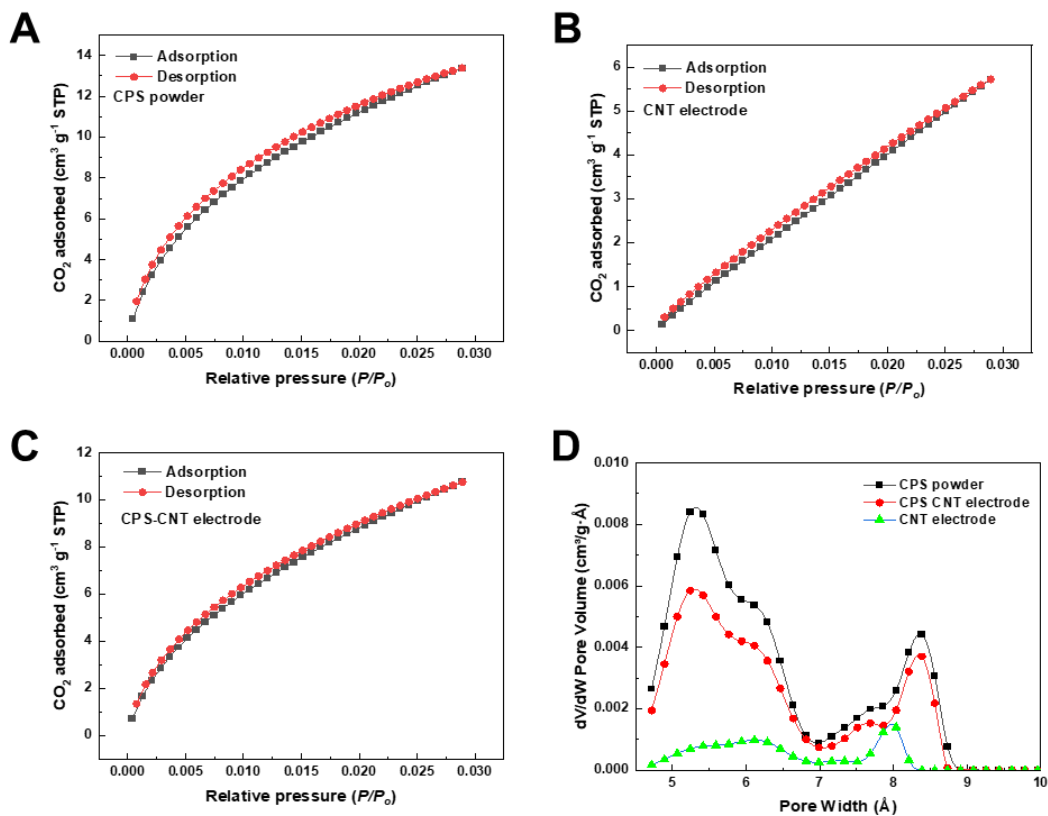 A
14
12
10
8
6
4
2
0
CO₂ adsorbed (cm³ g⁻¹ STP)
Adsorption
Desorption
CPS powder
0.000 0.005 0.010 0.015 0.020 0.025 0.030
Relative pressure (P/Pₒ)
B
6
5
4
3
2
1
0
CO₂ adsorbed (cm³ g⁻¹ STP)
Adsorption
Desorption
CNT electrode
0.000 0.005 0.010 0.015 0.020 0.025 0.030
Relative pressure (P/Pₒ)
C
12
10
8
6
4
2
0
CO₂ adsorbed (cm³ g⁻¹ STP)
Adsorption
Desorption
CPS-CNT electrode
0.000 0.005 0.010 0.015 0.020 0.025 0.030
Relative pressure (P/Pₒ)
D
0.010
0.008
0.006
0.004
0.002
0.000
dV/dW Pore Volume (cm³/g·Å)
CPS powder
CPS CNT electrode
CNT electrode
5 6 7 8 9 10
Pore Width (Å)